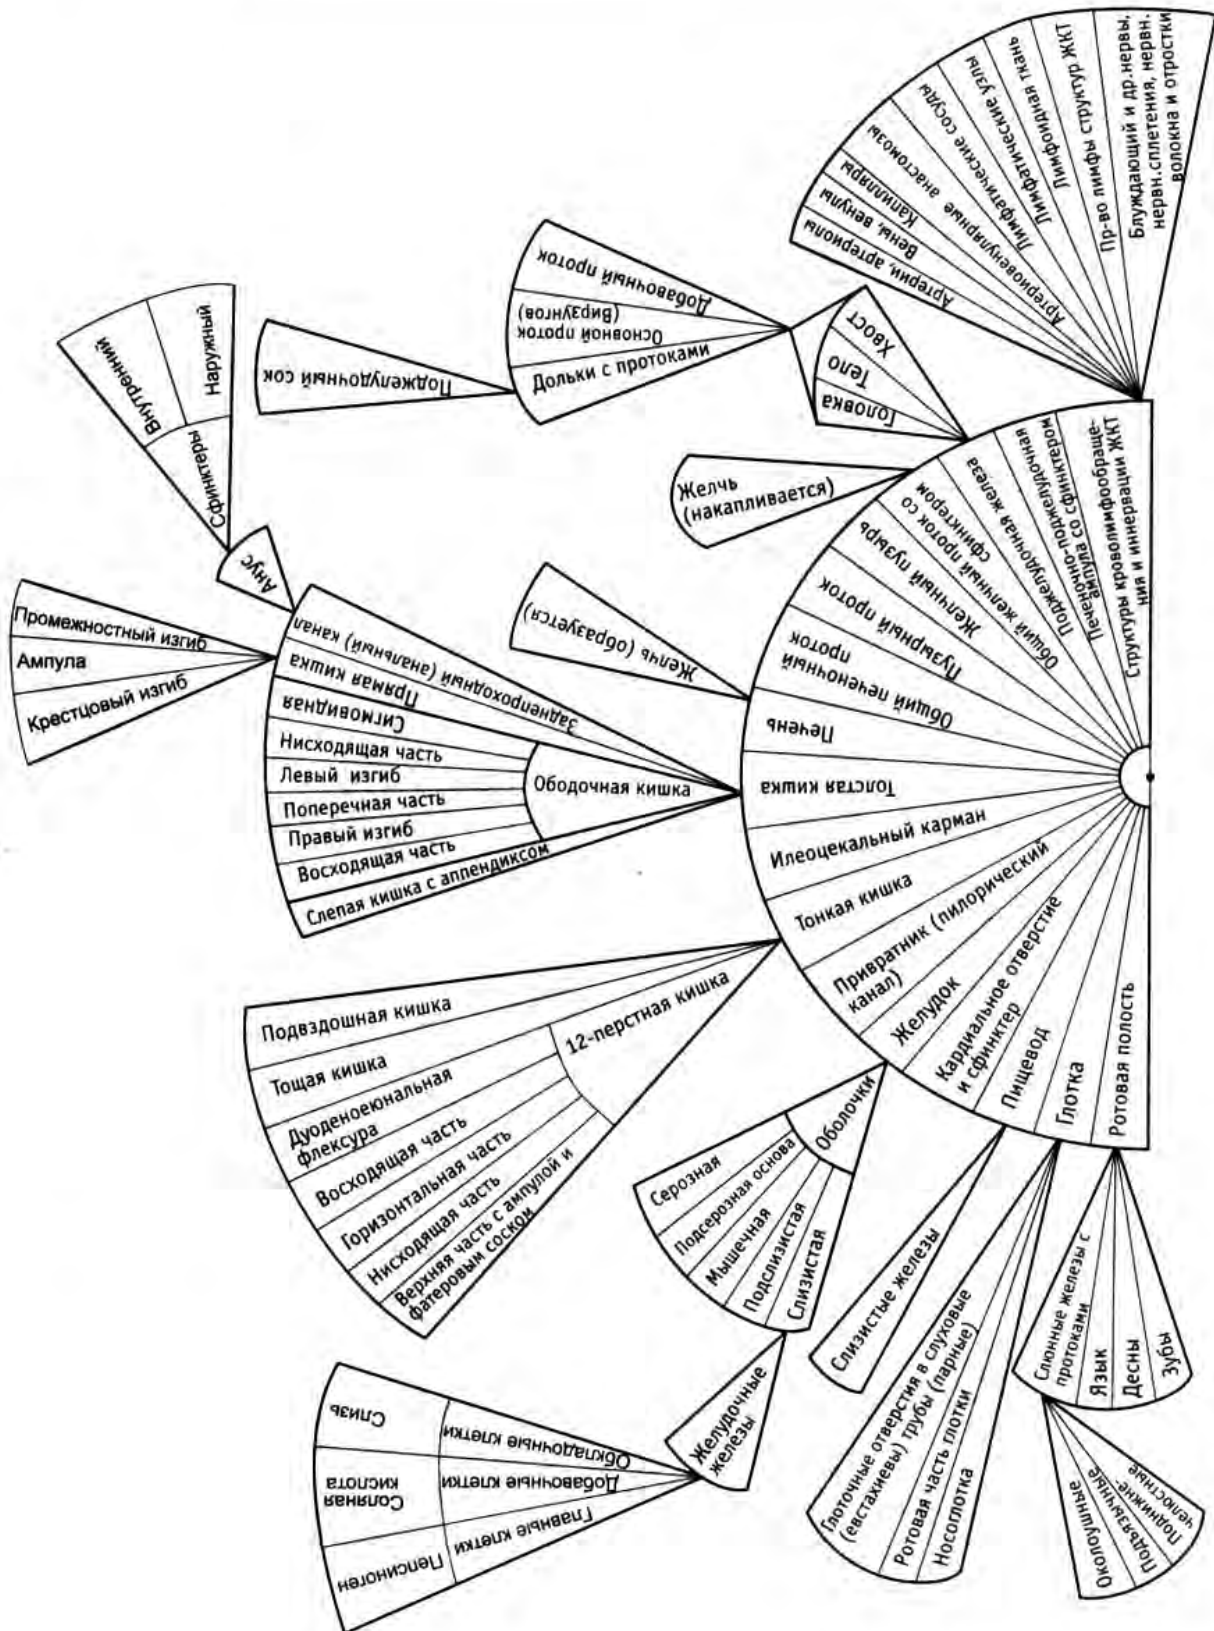 Ротовая полость
Глотка
Пищевод
Кардиальное отверстие
и сфинктер
Желудок
Привратник (пилорический
канал)
Тонкая кишка
Илеоцекальный карман
Толстая кишка
Печень
Общий печеночный
проток
Пузырный проток
Желчный пузырь
Общий желчный проток со
сфинктером
Поджелудочная железа
Печеночно-поджелудочная
ампула со сфинктером
Структуры кроволимфообраще-
ния и иннервации ЖКТ
Слюнные железы с
протоками
Язык
Десны
Зубы
Околоушные
Подъязычные
Поднижне-
челюстные
Глоточные отверстия в слуховые
(евстахиевы) трубы (парные)
Ротовая часть глотки
Носоглотка
Слизистые железы
Оболочки
Серозная
Подсерозная основа
Мышечная
Подслизистая
Слизистая
Желудочные
железы
Главные клетки
Добавочные клетки
Обкладочные клетки
Пепсиноген
Соляная
кислота
Слизь
12-перстная кишка
Верхняя часть с ампулой и
фатеровым соском
Нисходящая часть
Горизонтальная часть
Восходящая часть
Дуоденоеюнальная
флексура
Тощая кишка
Подвздошная кишка
Слепая кишка с аппендиксом
Ободочная кишка
Восходящая часть
Правый изгиб
Поперечная часть
Левый изгиб
Нисходящая часть
Сигмовидная
Прямая кишка
Заднепроходный (анальный) канал
Крестцовый изгиб
Ампула
Промежностный изгиб
Анус
Сфинктеры
Внутренний
Наружный
Желчь (образуется)
Желчь
(накапливается)
Головка
Тело
Хвост
Дольки с протоками
Основной проток
(Вирзунгов)
Добавочный проток
Поджелудочный сок
Артерии, артериолы
Вены, венулы
Капилляры
Артериовенулярные анастомозы
Лимфатические сосуды
Лимфатические узлы
Лимфоидная ткань
Пр-во лимфы структур ЖКТ
Блуждающий и др.нервы,
нервн.сплетения, нервн.
волокна и отростки